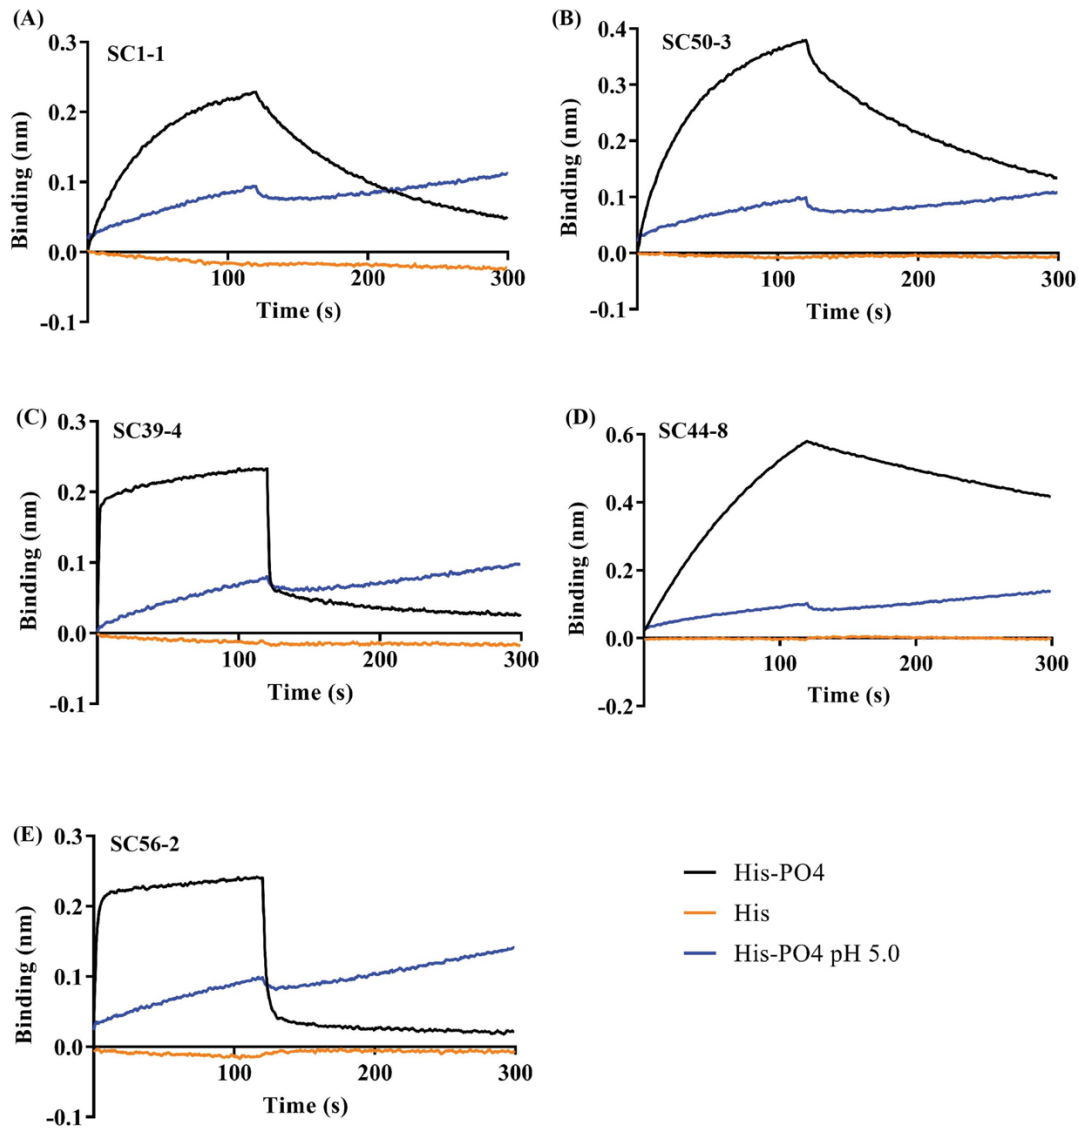 (A)
SC1-1
Binding (nm)
0.3
0.2
0.1
0.0
-0.1
100
200
300
Time (s)
(B)
SC50-3
Binding (nm)
0.4
0.3
0.2
0.1
0.0
-0.1
100
200
300
Time (s)
(C)
SC39-4
Binding (nm)
0.3
0.2
0.1
0.0
-0.1
100
200
300
Time (s)
(D)
SC44-8
Binding (nm)
0.6
0.4
0.2
0.0
-0.2
100
200
300
Time (s)
(E)
SC56-2
Binding (nm)
0.3
0.2
0.1
0.0
-0.1
100
200
300
Time (s)
His-PO4
His
His-PO4 pH 5.0